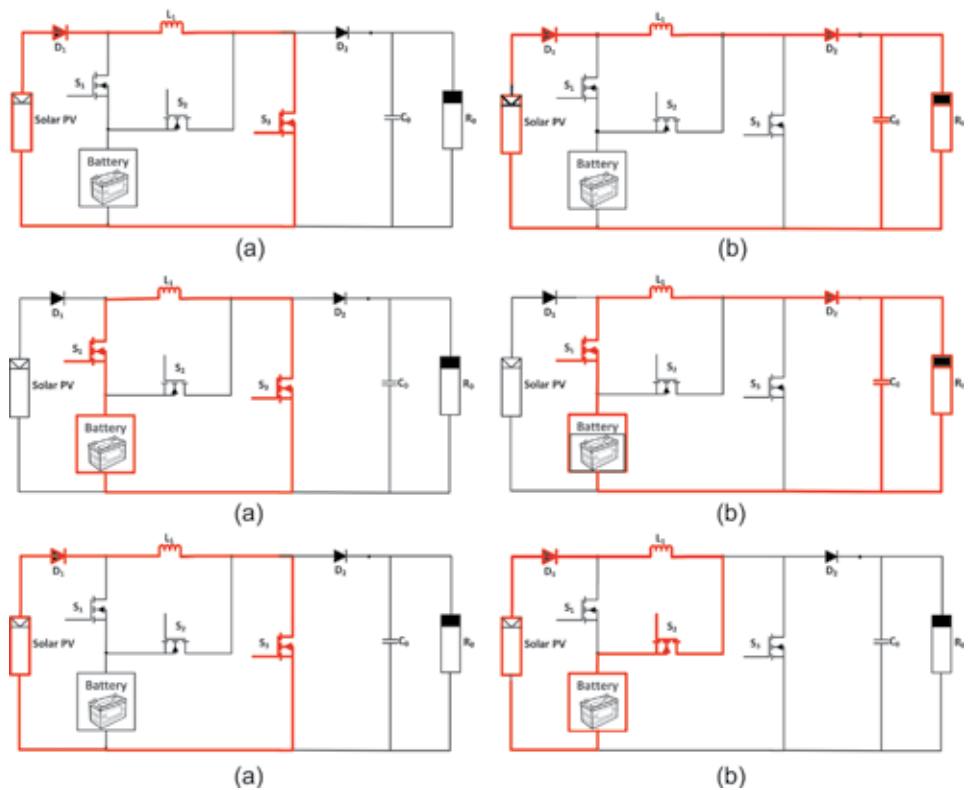 L₁ L₁
D₁ D₂ D₁ D₂
S₁ S₁
S₂ S₂
Solar PV S₃ C₀ R₀ Solar PV S₃ C₀ R₀
Battery Battery
(a) (b)
L₁ L₁
D₁ D₂ D₁ D₂
S₁ S₁
S₂ S₂
Solar PV S₃ C₀ R₀ Solar PV S₃ C₀ R₀
Battery Battery
(a) (b)
L₁ L₁
D₁ D₂ D₁ D₂
S₁ S₁
S₂ S₂
Solar PV S₃ C₀ R₀ Solar PV S₃ C₀ R₀
Battery Battery
(a) (b)